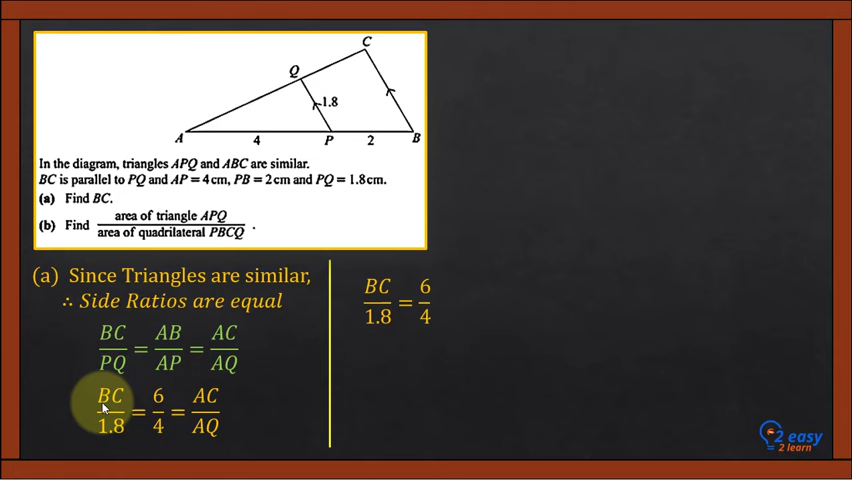 C
Q
1.8
A
4
P
2
B
In the diagram, triangles APQ and ABC are similar.
BC is parallel to PQ and AP = 4 cm, PB = 2 cm and PQ = 1.8 cm.
(a) Find BC.
(b) Find area of triangle APQ / area of quadrilateral PBCQ .
(a) Since Triangles are similar,
∴ Side Ratios are equal
BC/PQ = AB/AP = AC/AQ
BC/1.8 = 6/4 = AC/AQ
BC/1.8 = 6/4
2 easy
2 learn